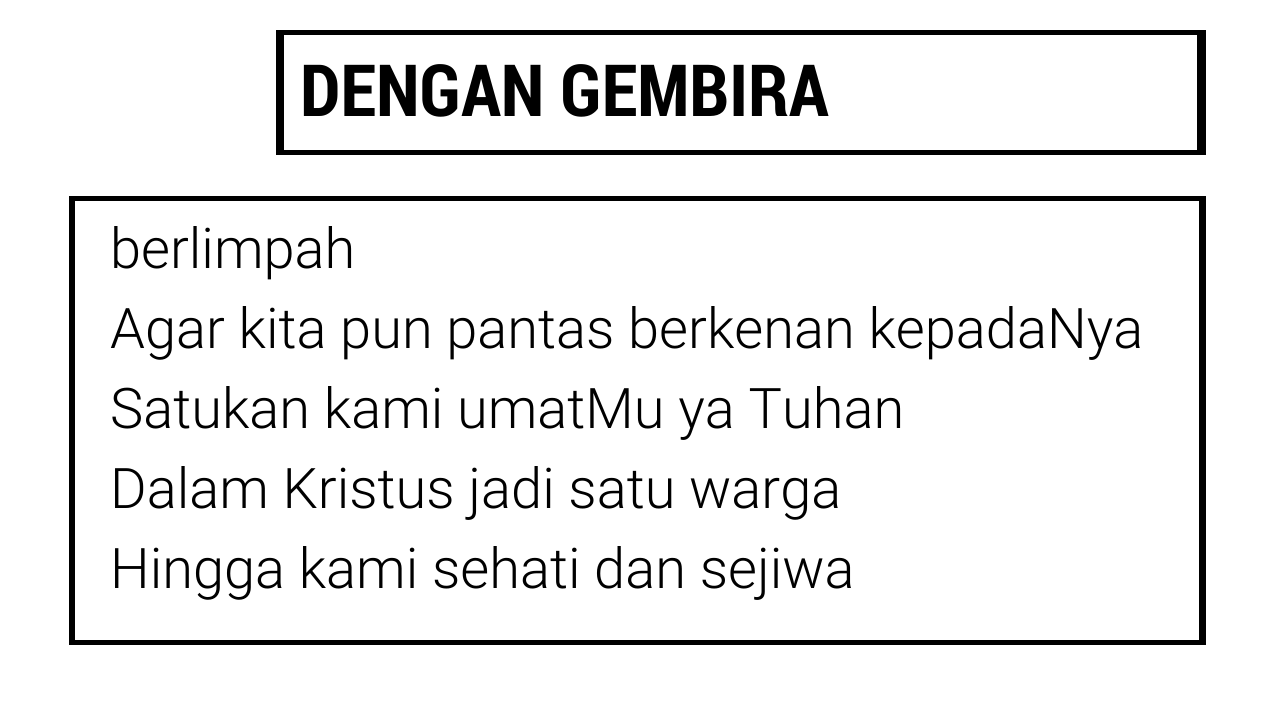 DENGAN GEMBIRA
berlimpah
Agar kita pun pantas berkenan kepadaNya
Satukan kami umatMu ya Tuhan
Dalam Kristus jadi satu warga
Hingga kami sehati dan sejiwa